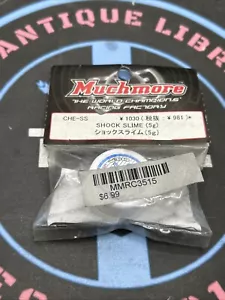 ANTIQUE LIBR
Muchmore
"THE WORLD CHAMPIONS"
RACING FACTORY
CHE-SS ¥1030(税抜:¥981)
SHOCK SLIME (5g)
ショックスライム(5g)
MMRC3515
$6.99